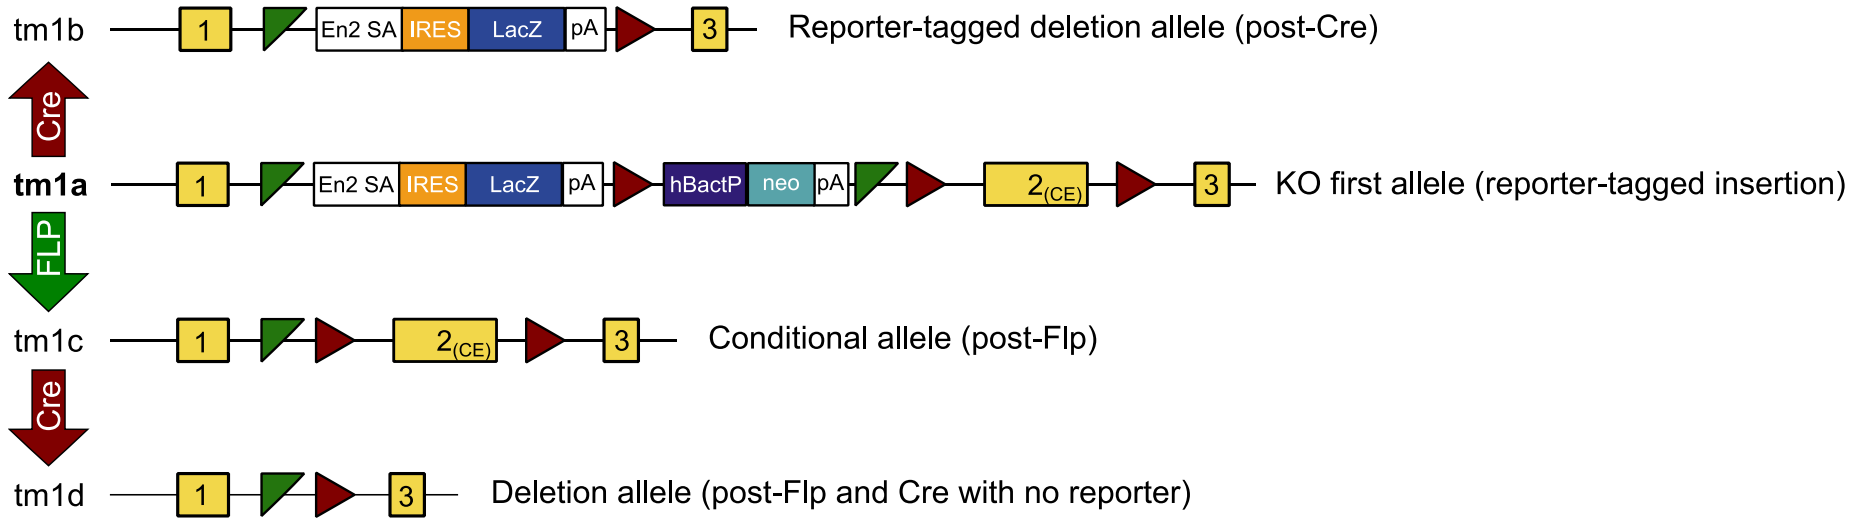 tm1b 1 En2 SA IRES LacZ pA 3 Reporter-tagged deletion allele (post-Cre)
Cre
tm1a 1 En2 SA IRES LacZ pA hBactP neo pA 2(CE) 3 KO first allele (reporter-tagged insertion)
FLP
tm1c 1 2(CE) 3 Conditional allele (post-Flp)
Cre
tm1d 1 3 Deletion allele (post-Flp and Cre with no reporter)